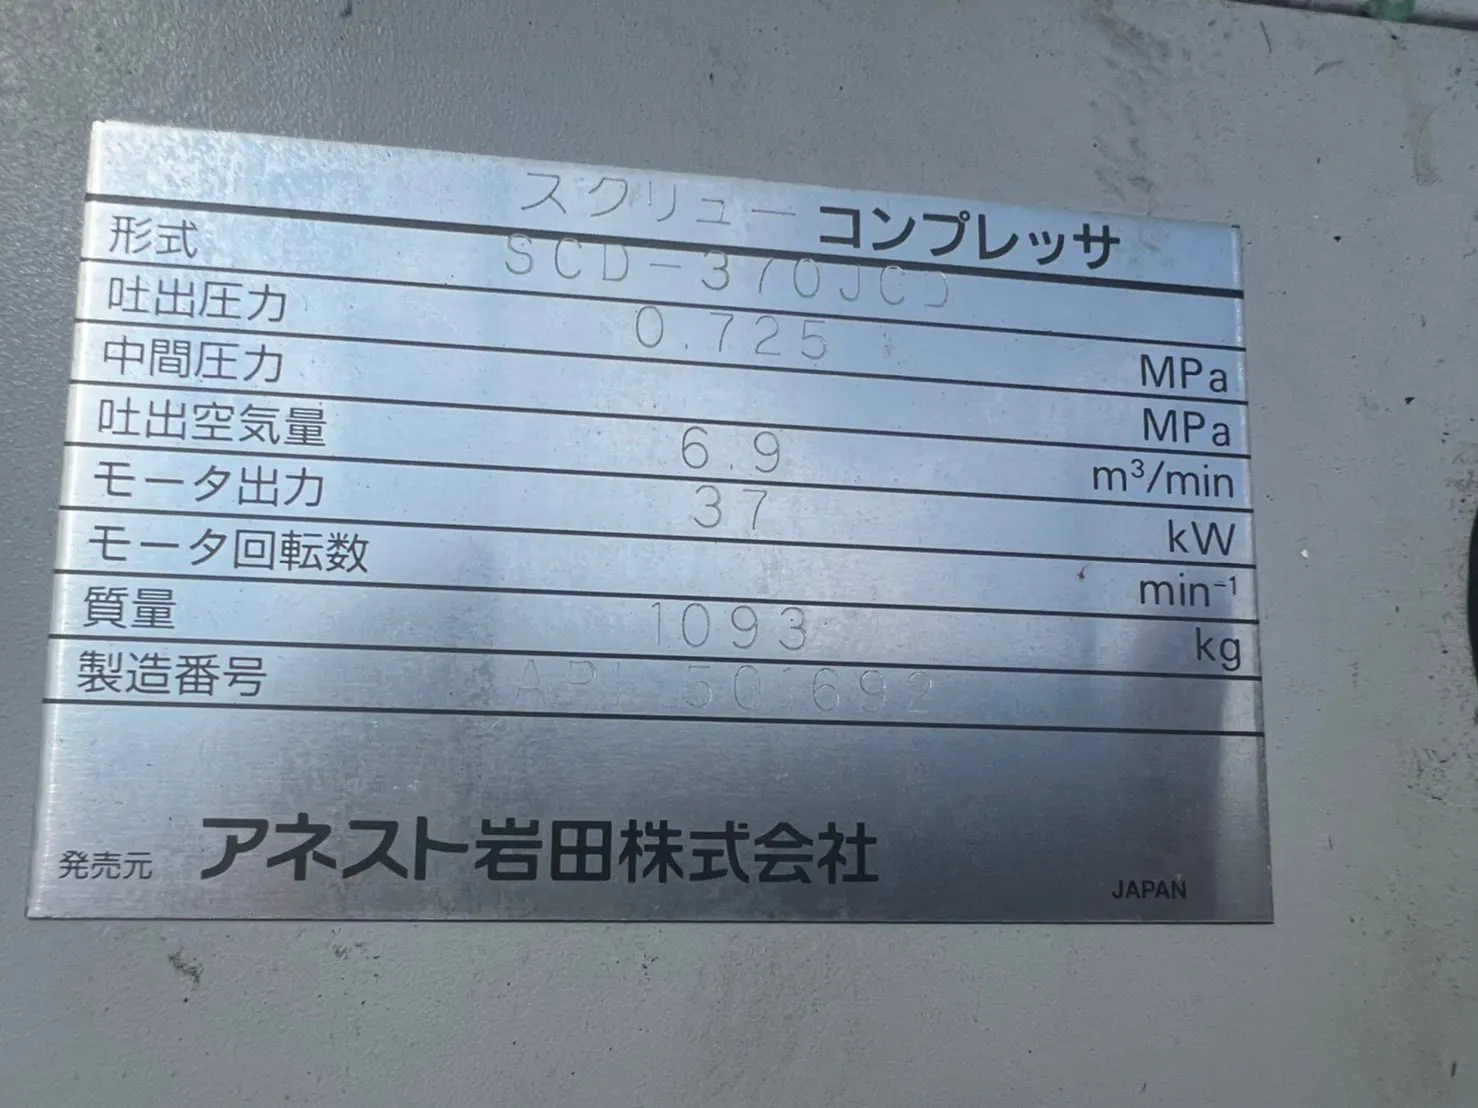 スクリュー コンプレッサ
形式 SCD-370JCD
吐出圧力 0.725 MPa
中間圧力 MPa
吐出空気量 6.9 m³/min
モータ出力 37 kW
モータ回転数 min⁻¹
質量 1093 kg
製造番号
発売元 アネスト岩田株式会社
JAPAN